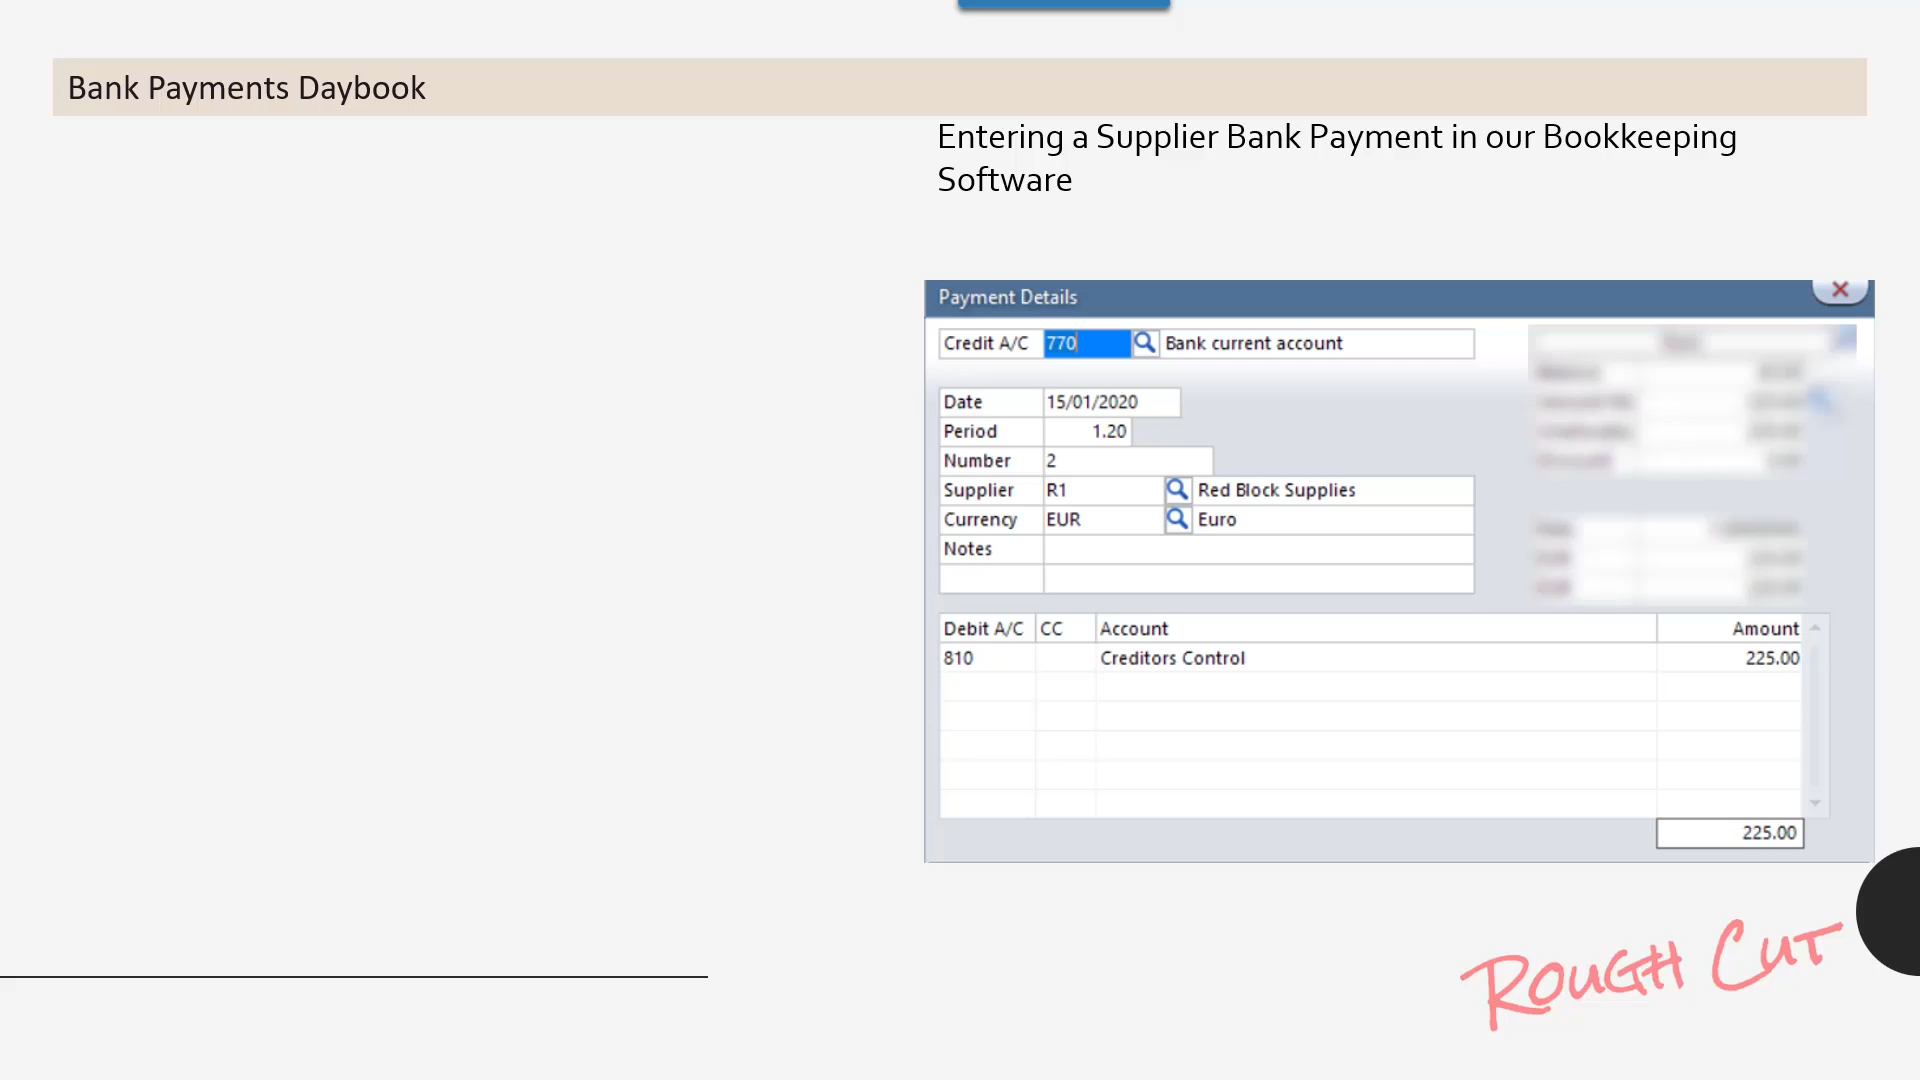 Bank Payments Daybook
Entering a Supplier Bank Payment in our Bookkeeping
Software
Payment Details
Credit A/C 770 Bank current account
Date 15/01/2020
Period 1.20
Number 2
Supplier R1 Red Block Supplies
Currency EUR Euro
Notes
Debit A/C CC Account Amount
810 Creditors Control 225.00
225.00
ROUGH CUT